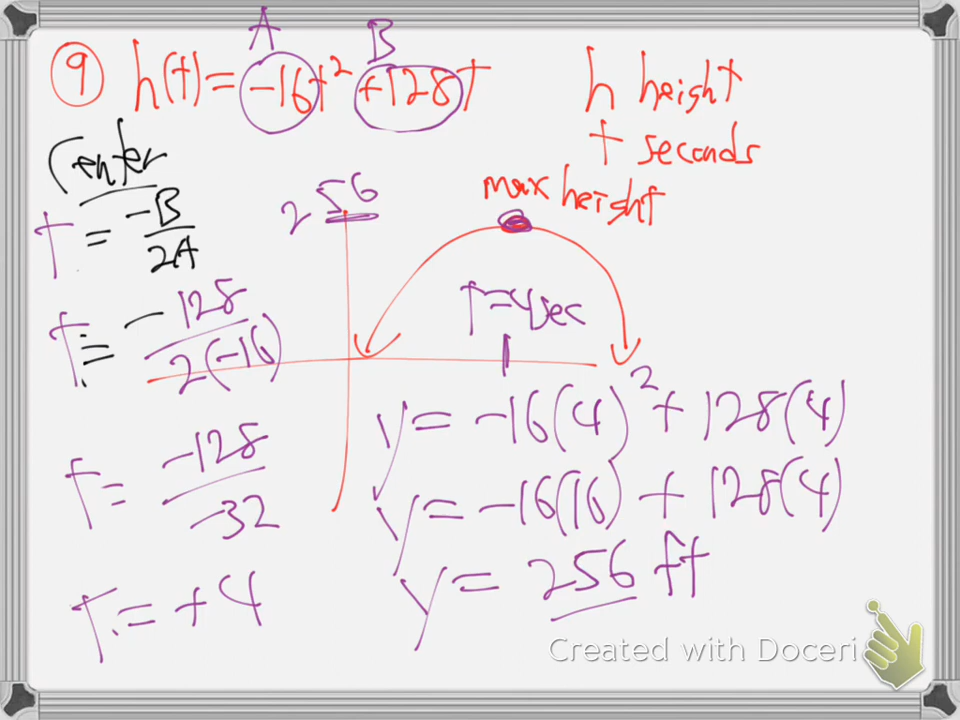 A B
9 h(t) = -16t² +128t
h height
t seconds
max height
Center
t = -B/2A
256
t = -128/2(-16)
T=4sec
t = -128/-32
t = +4
y = -16(4)² + 128(4)
y = -16(16) + 128(4)
y = 256 ft
Created with Doceri